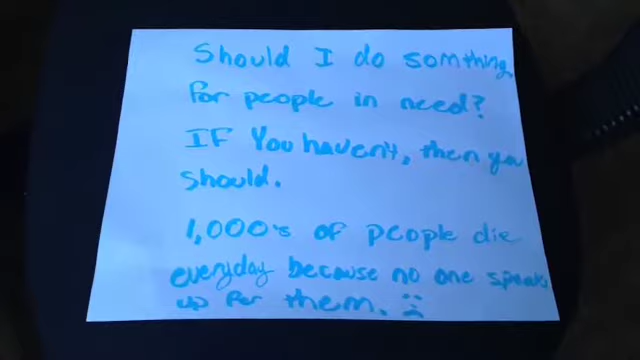 Should I do somthing
for people in need?
IF You haven't, then you
should.
1,000's of people die
everyday because no one speak
up for them. :(